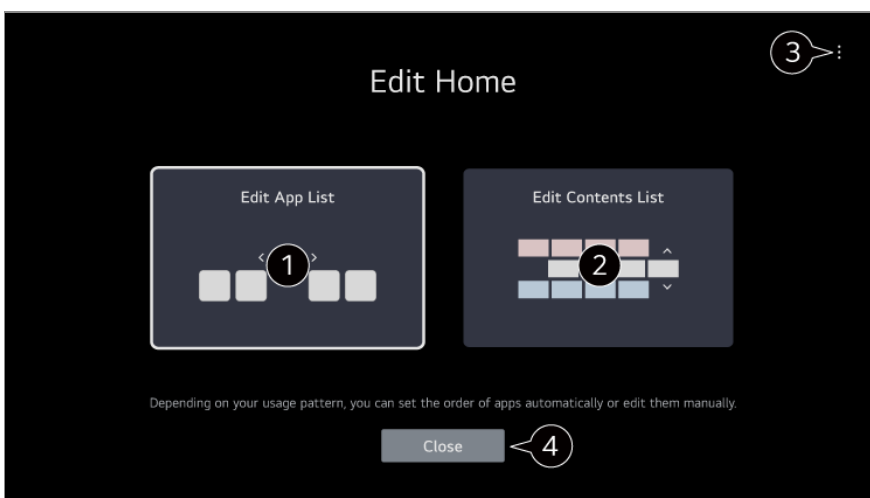 3
Edit Home
Edit App List
Edit Contents List
1
2
Depending on your usage pattern, you can set the order of apps automatically or edit them manually.
Close
4